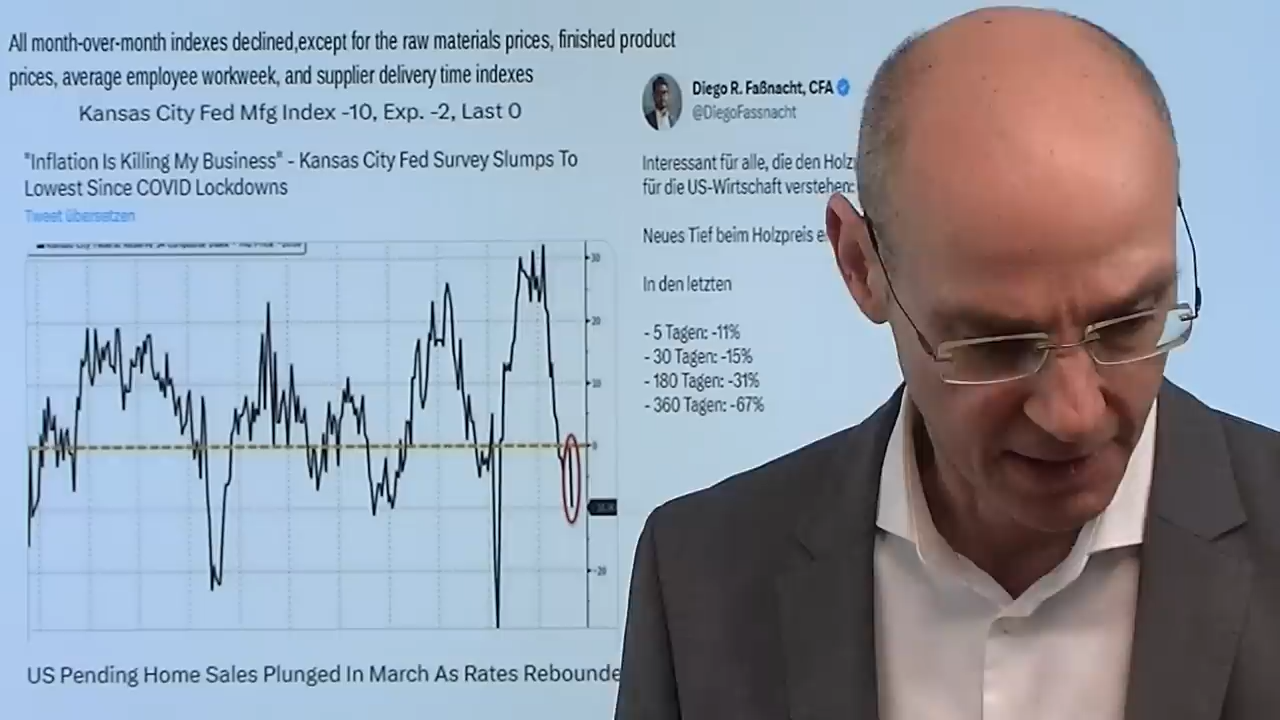 All month-over-month indexes declined,except for the raw materials prices, finished product
prices, average employee workweek, and supplier delivery time indexes
Kansas City Fed Mfg Index -10, Exp. -2, Last 0
"Inflation Is Killing My Business" - Kansas City Fed Survey Slumps To
Lowest Since COVID Lockdowns
Tweet übersetzen
30
20
10
0
-20
US Pending Home Sales Plunged In March As Rates Rebounde
Diego R. Faßnacht, CFA
@DiegoFassnacht
Interessant für alle, die den Holz
für die US-Wirtschaft verstehen:
Neues Tief beim Holzpreis e
In den letzten
- 5 Tagen: -11%
- 30 Tagen: -15%
- 180 Tagen: -31%
- 360 Tagen: -67%